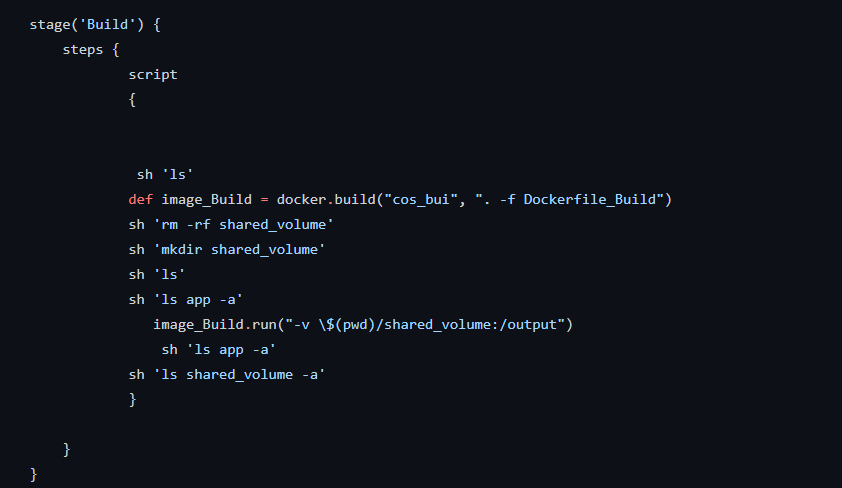 stage('Build') {
steps {
script
{
sh 'ls'
def image_Build = docker.build("cos_bui", ". -f Dockerfile_Build")
sh 'rm -rf shared_volume'
sh 'mkdir shared_volume'
sh 'ls'
sh 'ls app -a'
image_Build.run("-v \$(pwd)/shared_volume:/output")
sh 'ls app -a'
sh 'ls shared_volume -a'
}
}
}